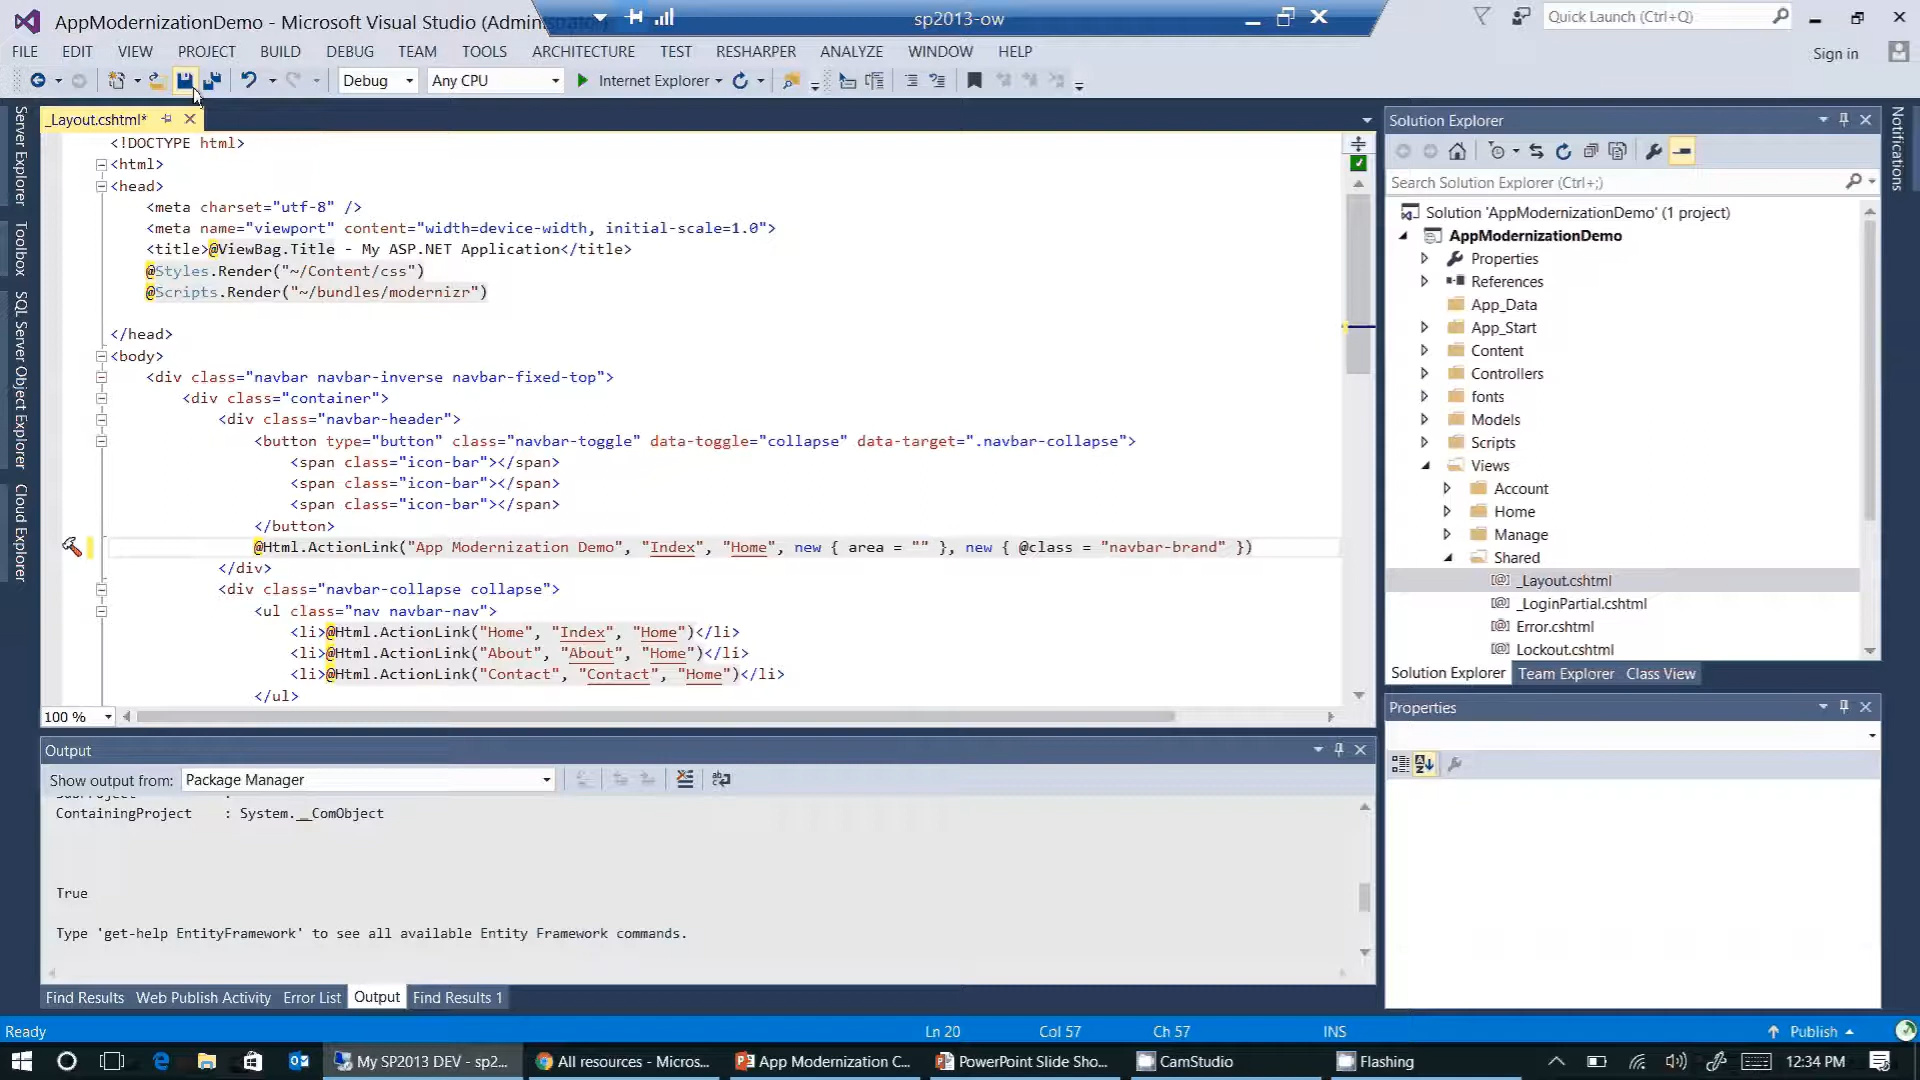 AppModernizationDemo - Microsoft Visual Studio (Admini
sp2013-ow
Quick Launch (Ctrl+Q)
FILE EDIT VIEW PROJECT BUILD DEBUG TEAM TOOLS ARCHITECTURE TEST RESHARPER ANALYZE WINDOW HELP
Sign in
Debug Any CPU Internet Explorer
Server Explorer
Toolbox
SQL Server Object Explorer
Cloud Explorer
_Layout.cshtml*
<!DOCTYPE html>
<html>
<head>
<meta charset="utf-8" />
<meta name="viewport" content="width=device-width, initial-scale=1.0">
<title>@ViewBag.Title - My ASP.NET Application</title>
@Styles.Render("~/Content/css")
@Scripts.Render("~/bundles/modernizr")
</head>
<body>
<div class="navbar navbar-inverse navbar-fixed-top">
<div class="container">
<div class="navbar-header">
<button type="button" class="navbar-toggle" data-toggle="collapse" data-target=".navbar-collapse">
<span class="icon-bar"></span>
<span class="icon-bar"></span>
<span class="icon-bar"></span>
</button>
@Html.ActionLink("App Modernization Demo", "Index", "Home", new { area = "" }, new { @class = "navbar-brand" })
</div>
<div class="navbar-collapse collapse">
<ul class="nav navbar-nav">
<li>@Html.ActionLink("Home", "Index", "Home")</li>
<li>@Html.ActionLink("About", "About", "Home")</li>
<li>@Html.ActionLink("Contact", "Contact", "Home")</li>
</ul>
100 %
Output
Show output from: Package Manager
ContainingProject : System.__ComObject
True
Type 'get-help EntityFramework' to see all available Entity Framework commands.
Find Results Web Publish Activity Error List Output Find Results 1
Solution Explorer
Search Solution Explorer (Ctrl+;)
Solution 'AppModernizationDemo' (1 project)
AppModernizationDemo
Properties
References
App_Data
App_Start
Content
Controllers
fonts
Models
Scripts
Views
Account
Home
Manage
Shared
_Layout.cshtml
_LoginPartial.cshtml
Error.cshtml
Lockout.cshtml
Solution Explorer Team Explorer Class View
Properties
Notifications
Ready Ln 20 Col 57 Ch 57 INS Publish
My SP2013 DEV - sp2... All resources - Micros... App Modernization C... PowerPoint Slide Sho... CamStudio Flashing 12:34 PM